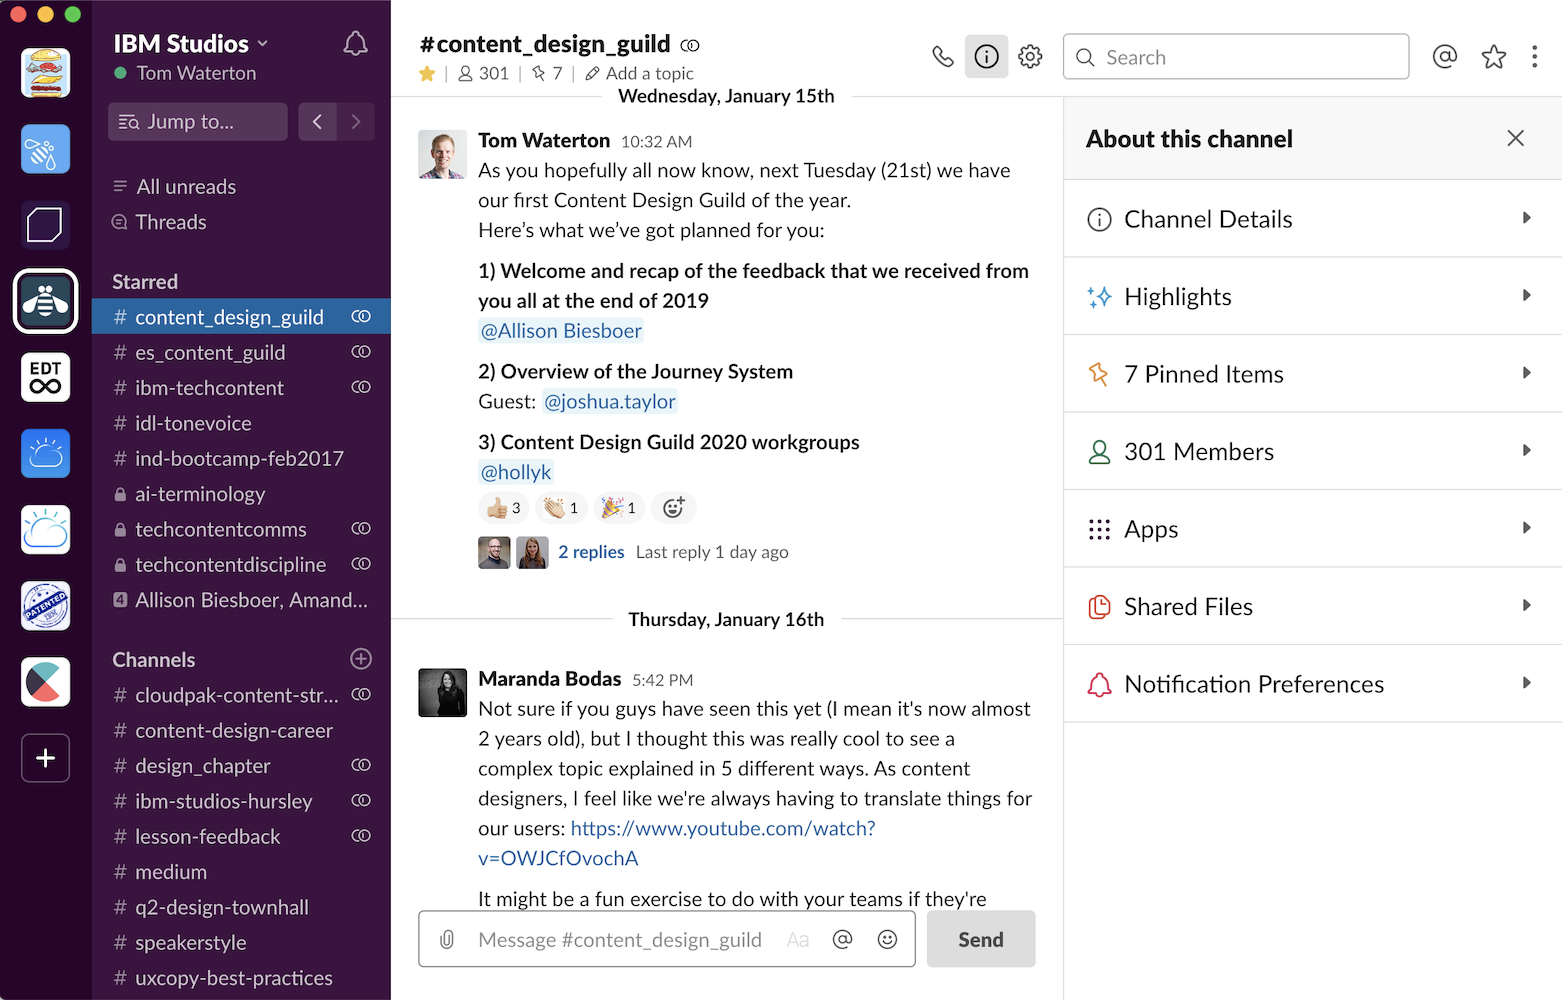 EDT
PATENTED
IBM Studios
Tom Waterton
Jump to...
All unreads
Threads
Starred
# content_design_guild
# es_content_guild
# ibm-techcontent
# idl-tonevoice
# ind-bootcamp-feb2017
ai-terminology
techcontentcomms
techcontentdiscipline
4 Allison Biesboer, Amand...
Channels
# cloudpak-content-str...
# content-design-career
# design_chapter
# ibm-studios-hursley
# lesson-feedback
# medium
# q2-design-townhall
# speakerstyle
# uxcopy-best-practices
#content_design_guild
301 | 7 | Add a topic
Search
Wednesday, January 15th
Tom Waterton 10:32 AM
As you hopefully all now know, next Tuesday (21st) we have
our first Content Design Guild of the year.
Here’s what we’ve got planned for you:
1) Welcome and recap of the feedback that we received from
you all at the end of 2019
@Allison Biesboer
2) Overview of the Journey System
Guest: @joshua.taylor
3) Content Design Guild 2020 workgroups
@hollyk
3 1 1
2 replies Last reply 1 day ago
Thursday, January 16th
Maranda Bodas 5:42 PM
Not sure if you guys have seen this yet (I mean it's now almost
2 years old), but I thought this was really cool to see a
complex topic explained in 5 different ways. As content
designers, I feel like we're always having to translate things for
our users: https://www.youtube.com/watch?
v=OWJCfOvochA
It might be a fun exercise to do with your teams if they're
Message #content_design_guild Aa @
Send
About this channel
Channel Details
Highlights
7 Pinned Items
301 Members
Apps
Shared Files
Notification Preferences